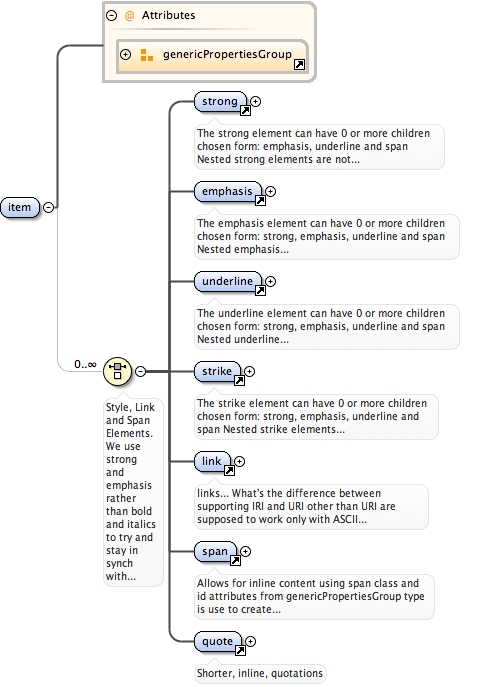 @ Attributes
genericPropertiesGroup
item
0..∞
Style, Link
and Span
Elements.
We use
strong
and
emphasis
rather
than bold
and italics
to try and
stay in
synch
with...
strong
The strong element can have 0 or more children
chosen form: emphasis, underline and span
Nested strong elements are not...
emphasis
The emphasis element can have 0 or more children
chosen form: strong, emphasis, underline and span
Nested emphasis...
underline
The underline element can have 0 or more children
chosen form: strong, emphasis, underline and span
Nested underline...
strike
The strike element can have 0 or more children
chosen form: strong, emphasis, underline and
span Nested strike elements...
link
links... What's the difference between
supporting IRI and URI other than URI are
supposed to work only with ASCII...
span
Allows for inline content using span class and
id attributes from genericPropertiesGroup type
is use to create...
quote
Shorter, inline, quotations